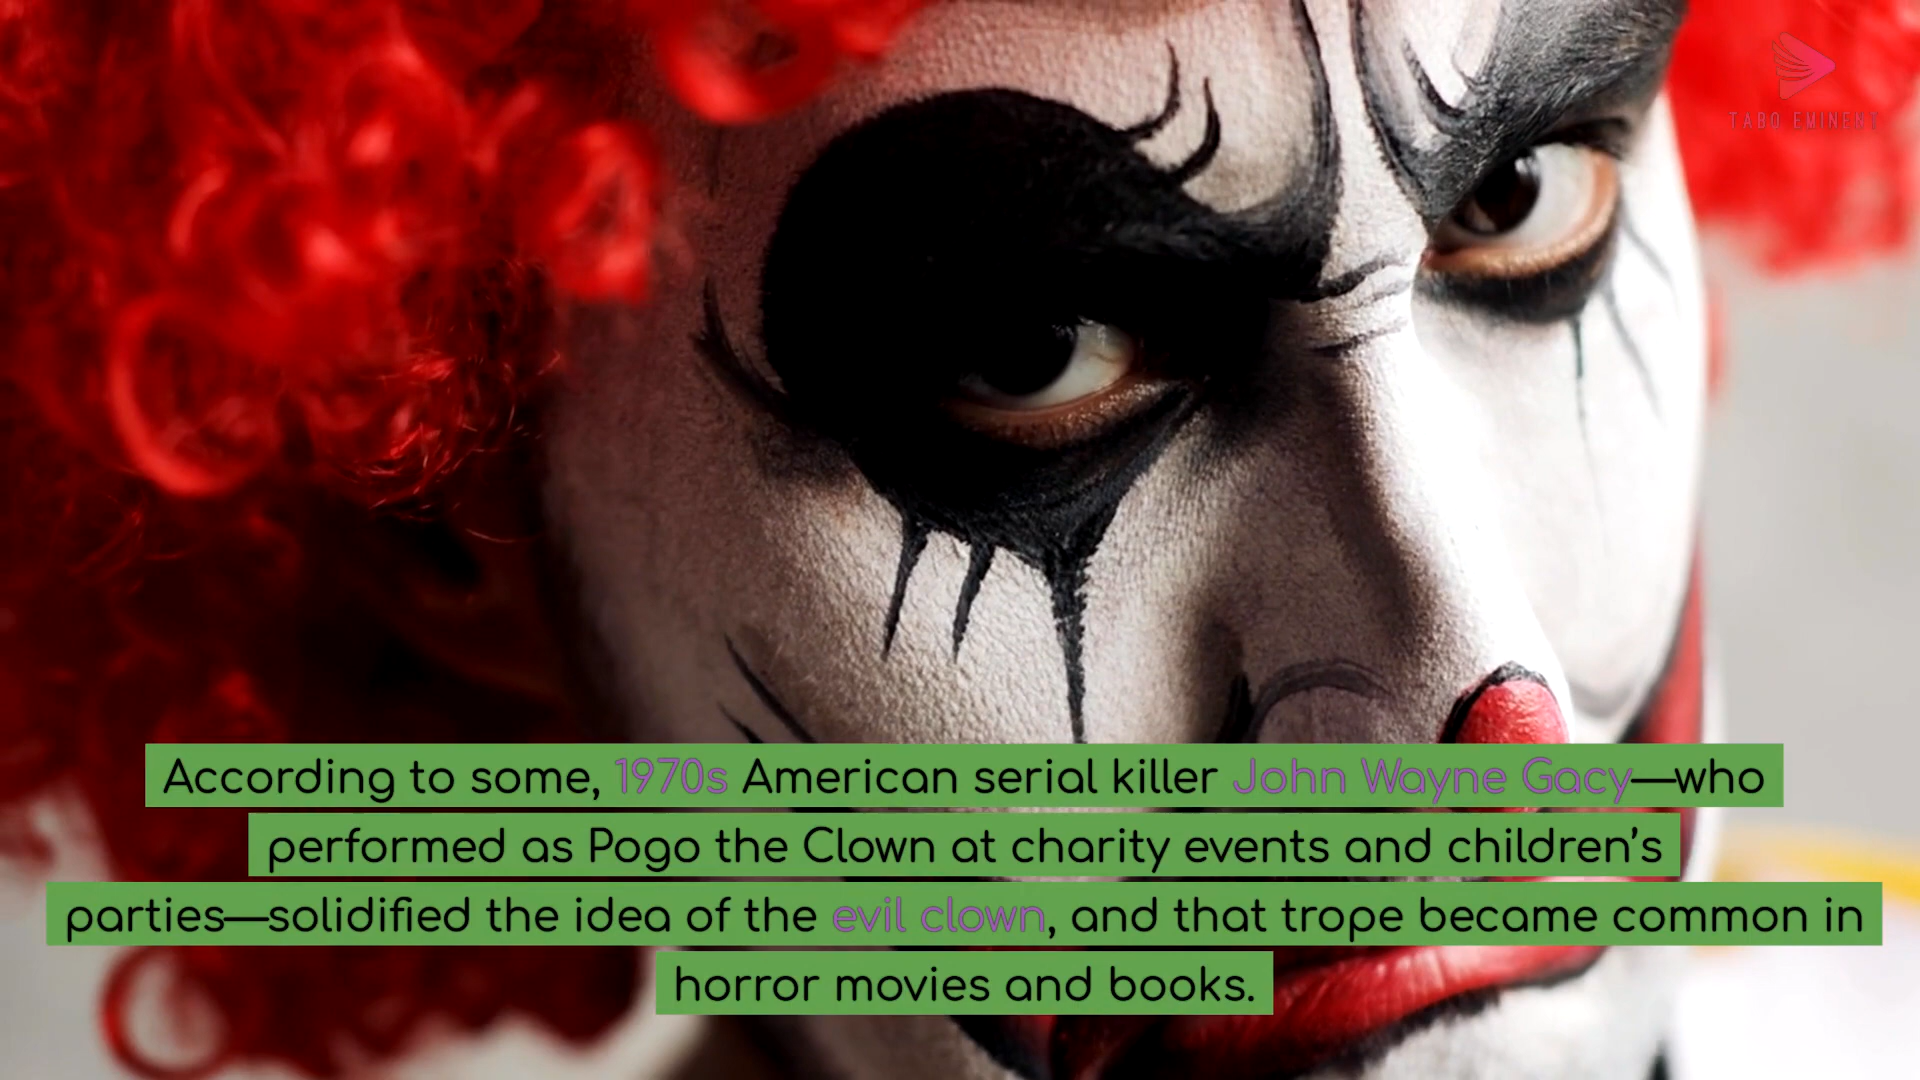 TABO EMINENT
According to some, 1970s American serial killer John Wayne Gacy—who
performed as Pogo the Clown at charity events and children’s
parties—solidified the idea of the evil clown, and that trope became common in
horror movies and books.